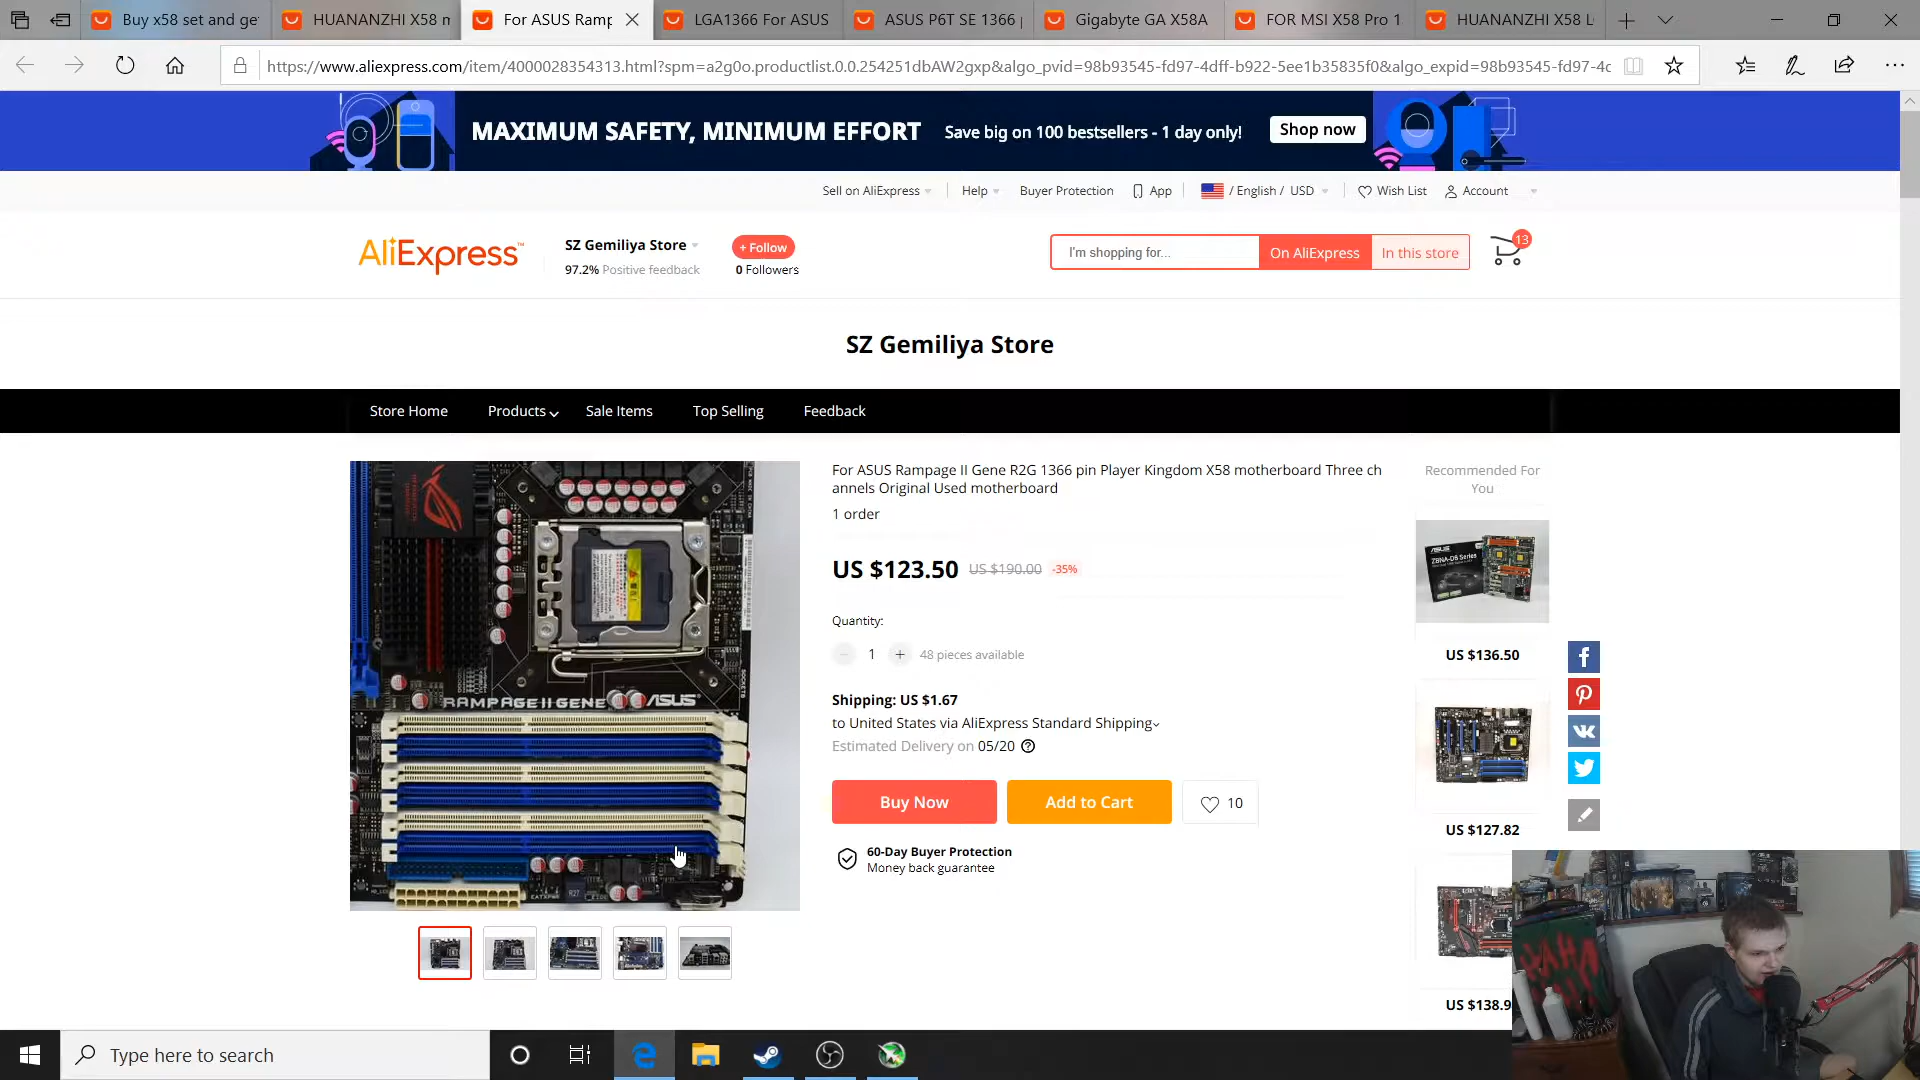 Buy x58 set and ge
HUANANZHI X58 m
For ASUS Ramp
LGA1366 For ASUS
ASUS P6T SE 1366
Gigabyte GA X58A
FOR MSI X58 Pro 1
HUANANZHI X58 L
https://www.aliexpress.com/item/4000028354313.html?spm=a2g0o.productlist.0.0.254251dbAW2gxp&algo_pvid=98b93545-fd97-4dff-b922-5ee1b35835f0&algo_expid=98b93545-fd97-4c
MAXIMUM SAFETY, MINIMUM EFFORT Save big on 100 bestsellers - 1 day only! Shop now
Sell on AliExpress Help Buyer Protection App / English / USD Wish List Account
AliExpress™
SZ Gemiliya Store
+ Follow
97.2% Positive feedback
0 Followers
I'm shopping for...
On AliExpress
In this store
13
SZ Gemiliya Store
Store Home Products Sale Items Top Selling Feedback
RAMPAGE II GENE /ASUS
For ASUS Rampage II Gene R2G 1366 pin Player Kingdom X58 motherboard Three ch
annels Original Used motherboard
1 order
US $123.50 US $190.00 -35%
Quantity:
1 + 48 pieces available
Shipping: US $1.67
to United States via AliExpress Standard Shipping
Estimated Delivery on 05/20
Buy Now
Add to Cart
10
60-Day Buyer Protection
Money back guarantee
Recommended For
You
ASUS
Z8NA-D6 Series
US $136.50
US $127.82
US $138.9
Type here to search